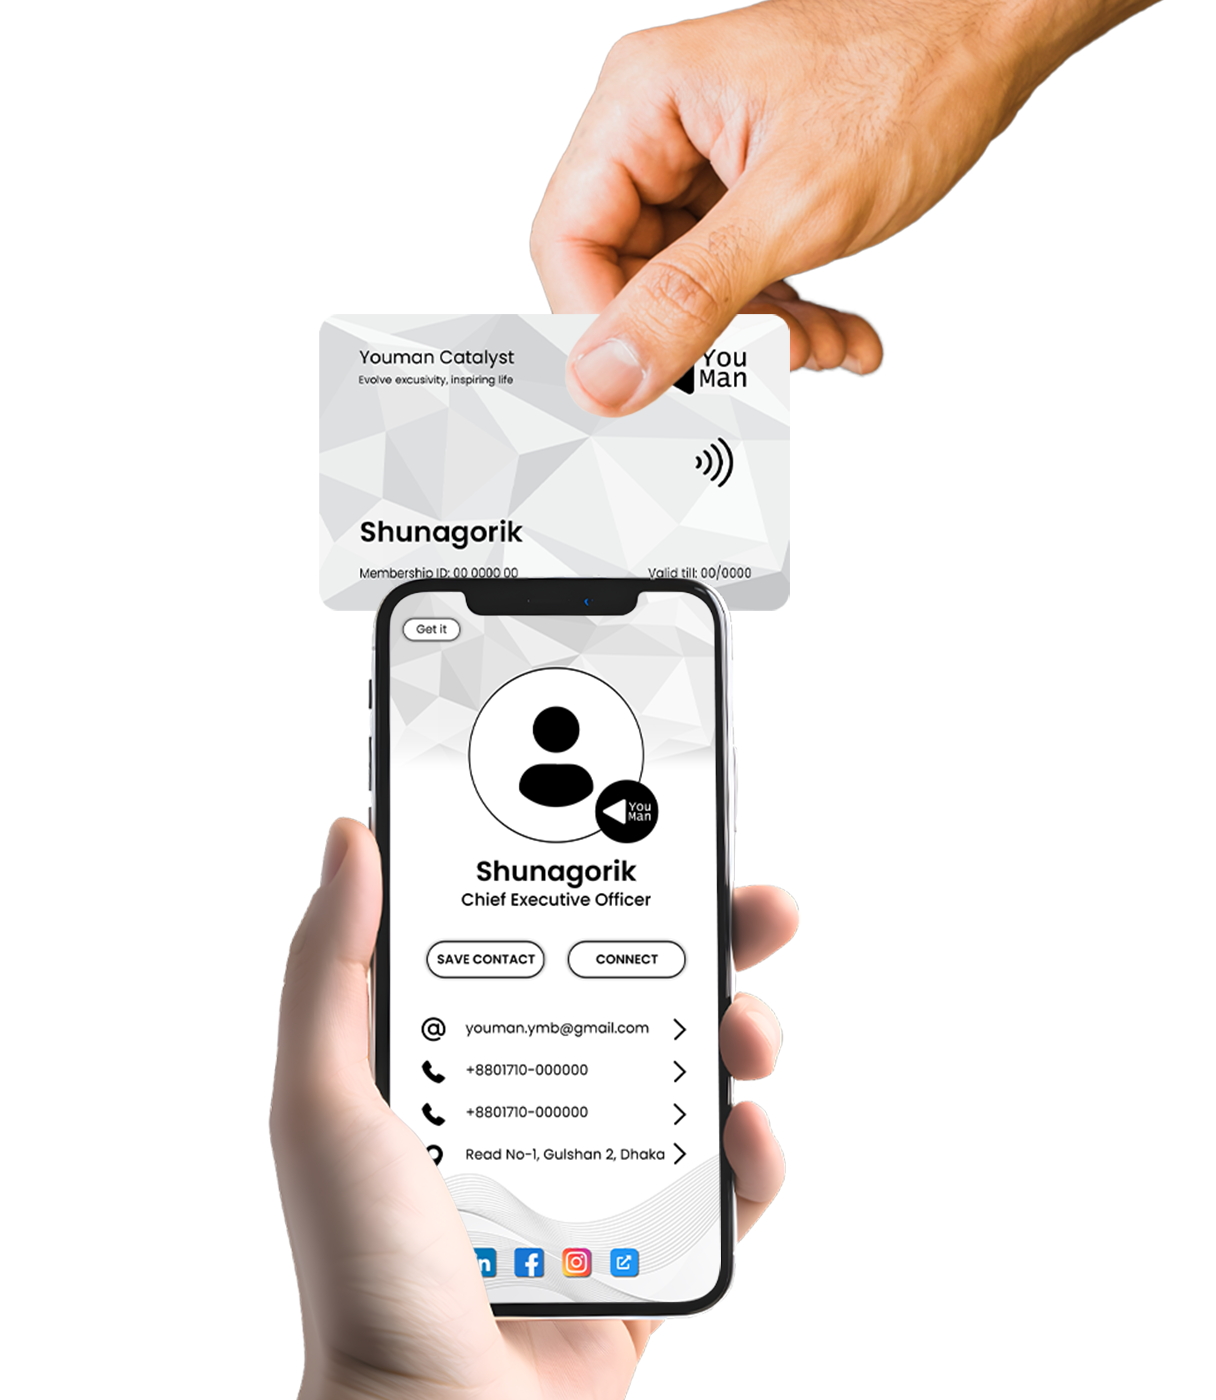 Youman Catalyst
Evolve excusivity, inspiring life
You
Man
Shunagorik
Membership ID: 00 0000 00
Valid till: 00/0000
Get it
You
Man
Shunagorik
Chief Executive Officer
SAVE CONTACT
CONNECT
youman.ymb@gmail.com
+8801710-000000
+8801710-000000
Read No-1, Gulshan 2, Dhaka
in